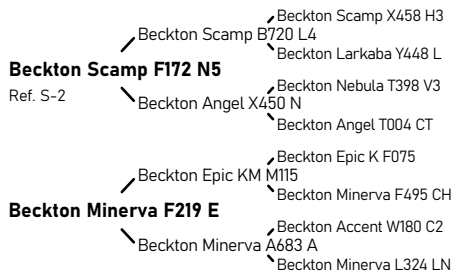 Beckton Scamp X458 H3
Beckton Scamp B720 L4
Beckton Larkaba Y448 L
Beckton Scamp F172 N5
Beckton Nebula T398 V3
Ref. S-2
Beckton Angel X450 N
Beckton Angel T004 CT
Beckton Epic K F075
Beckton Epic KM M115
Beckton Minerva F495 CH
Beckton Minerva F219 E
Beckton Accent W180 C2
Beckton Minerva A683 A
Beckton Minerva L324 LN